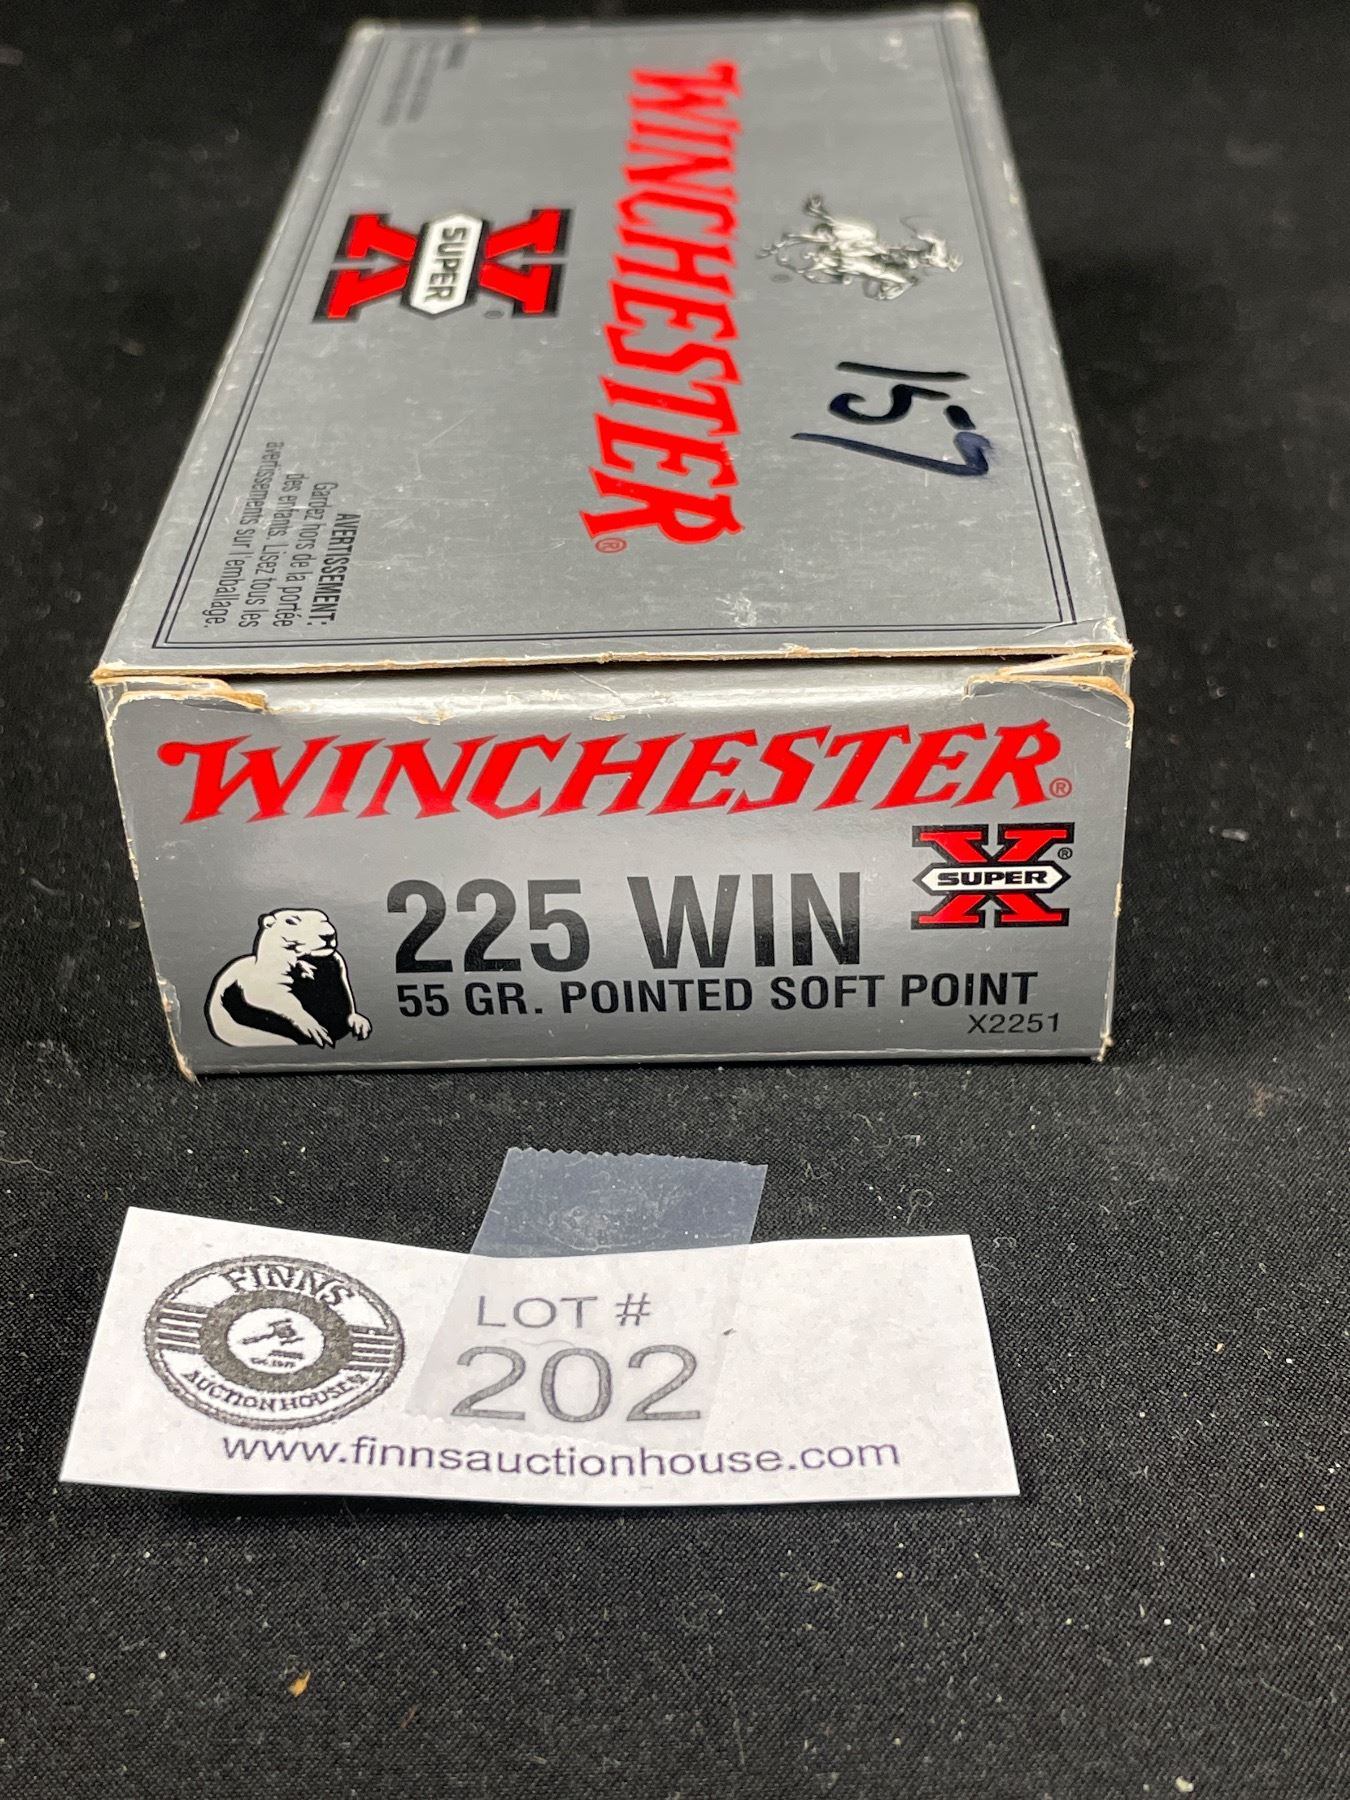 WINCHESTER®
X SUPER ®
157
AVERTISSEMENT:
Gardez hors de la portée
des enfants. Lisez tous les
avertissements sur l'emballage.
WINCHESTER®
X SUPER ®
225 WIN
55 GR. POINTED SOFT POINT
X2251
FINNS
AUCTION HOUSE
LOT #
202
www.finnsauctionhouse.com